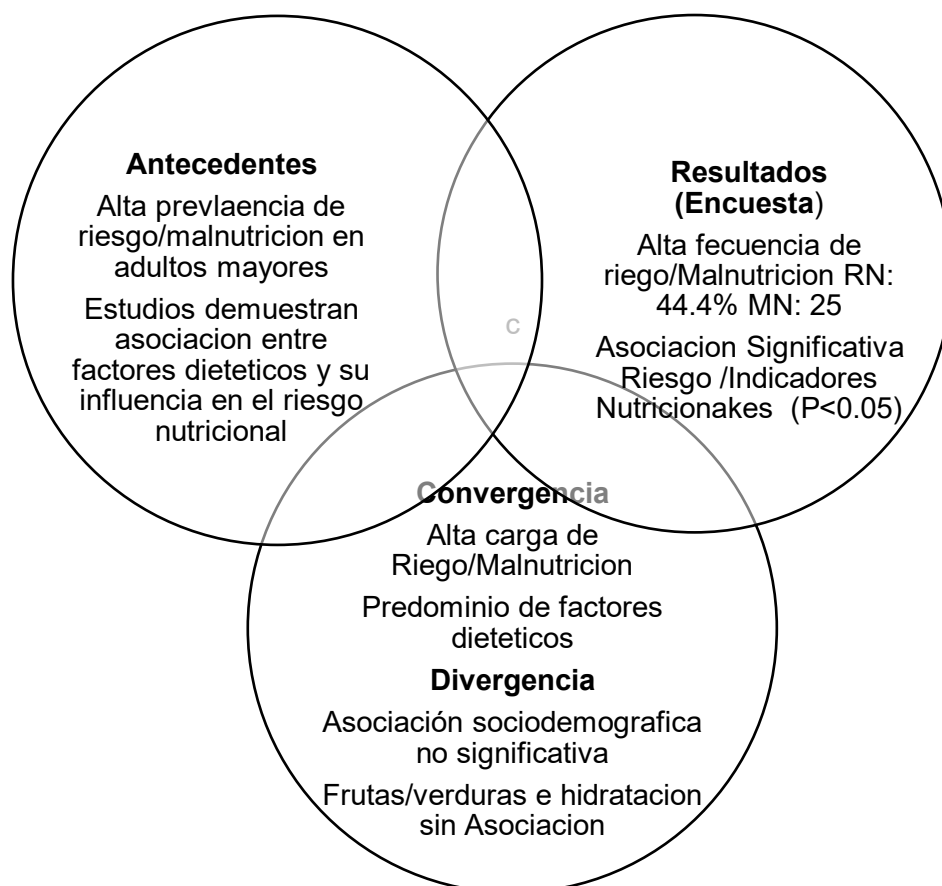 Antecedentes
Alta prevlaencia de
riesgo/malnutricion en
adultos mayores
Estudios demuestran
asociacion entre
factores dieteticos y su
influencia en el riesgo
nutricional
Resultados
(Encuesta)
Alta fecuencia de
riego/Malnutricion RN:
44.4% MN: 25
Asociacion Significativa
Riesgo /Indicadores
Nutricionakes (P<0.05)
c
Convergencia
Alta carga de
Riego/Malnutricion
Predominio de factores
dieteticos
Divergencia
Asociación sociodemografica
no significativa
Frutas/verduras e hidratacion
sin Asociacion